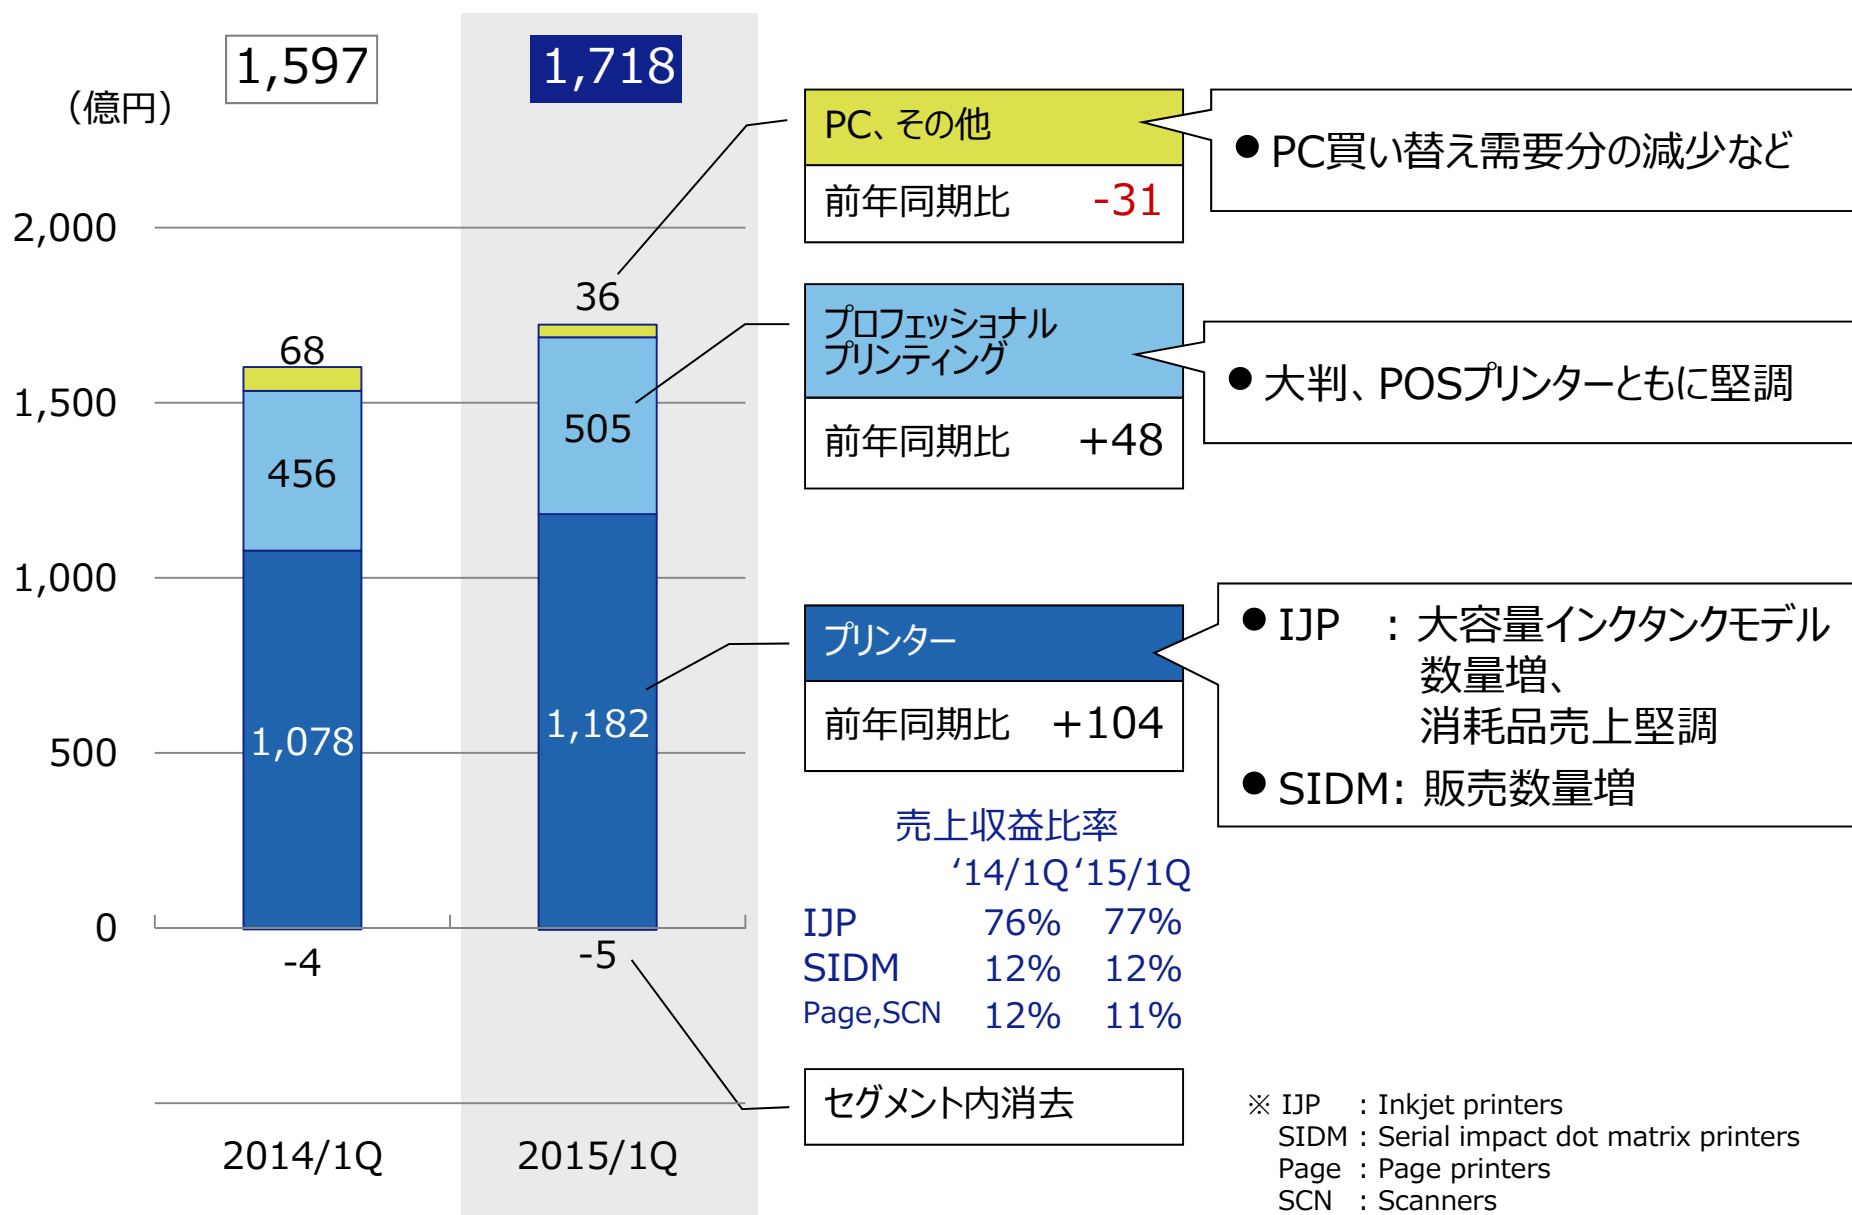 1,597
1,718
（億円）
2,000
1,500
1,000
500
0
68
456
1,078
-4
36
505
1,182
-5
2014/1Q
2015/1Q
PC、その他
前年同期比 -31
● PC買い替え需要分の減少など
プロフェッショナル
プリンティング
前年同期比 +48
● 大判、POSプリンターともに堅調
プリンター
前年同期比 +104
● IJP : 大容量インクタンクモデル
数量増、
消耗品売上堅調
● SIDM: 販売数量増
売上収益比率
‘14/1Q ‘15/1Q
IJP 76% 77%
SIDM 12% 12%
Page,SCN 12% 11%
セグメント内消去
※ IJP : Inkjet printers
SIDM : Serial impact dot matrix printers
Page : Page printers
SCN : Scanners